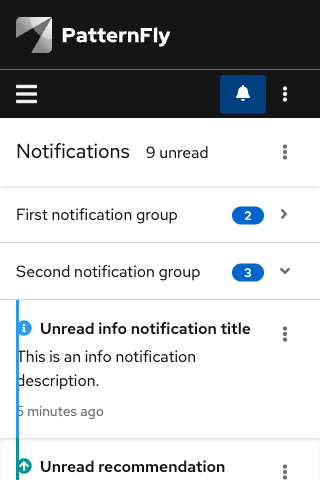 PatternFly
Notifications 9 unread
First notification group 2
Second notification group 3
Unread info notification title
This is an info notification
description.
5 minutes ago
Unread recommendation